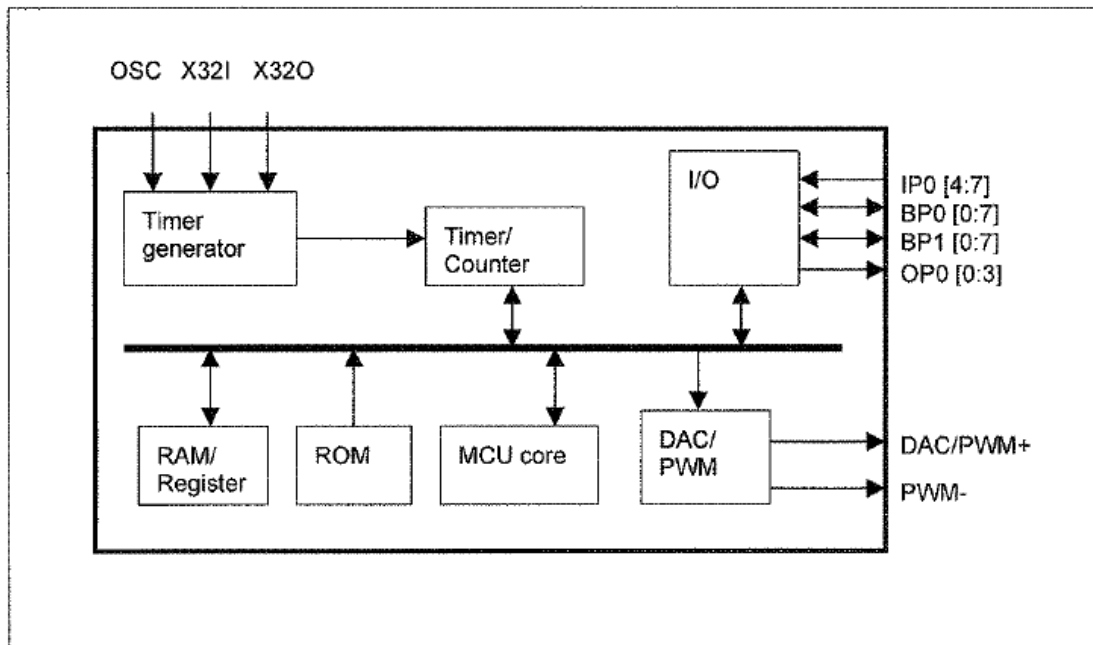 OSC X32I X32O
Timer
generator
Timer/
Counter
I/O
IP0 [4:7]
BP0 [0:7]
BP1 [0:7]
OP0 [0:3]
RAM/
Register
ROM
MCU core
DAC/
PWM
DAC/PWM+
PWM-